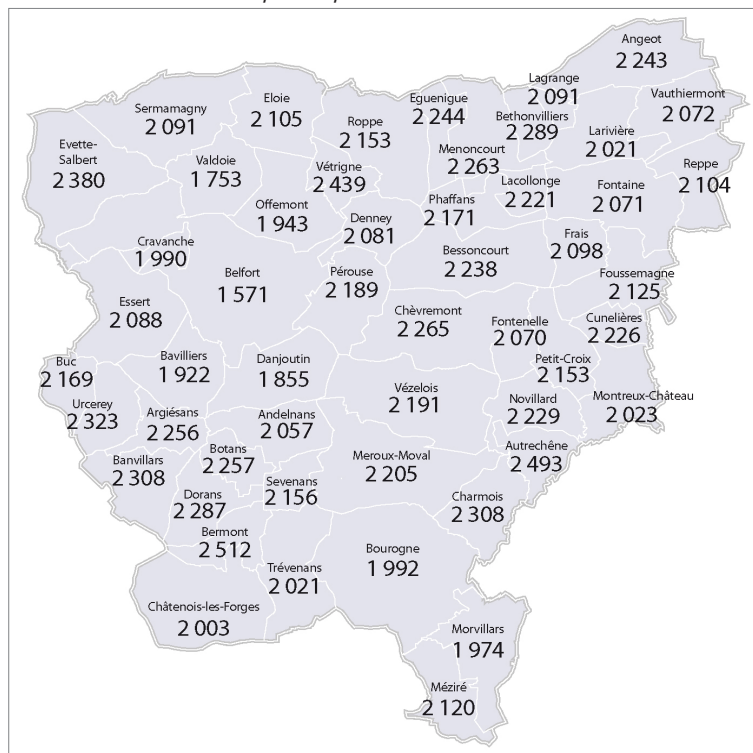 Angeot
2 243
Lagrange
2 091
Vauthiermont
2 072
Sermamagny
2 091
Eloie
2 105
Roppe
2 153
Eguenigue
2 244
Bethonvilliers
2 289
Larivière
2 021
Evette-
Salbert
2 380
Valdoie
1 753
Vétrigne
2 439
Menoncourt
2 263
Reppe
2 104
Lacollonge
2 221
Fontaine
2 071
Offemont
1 943
Phaffans
2 171
Denney
2 081
Frais
2 098
Cravanche
1 990
Bessoncourt
2 238
Belfort
1 571
Pérouse
2 189
Foussemagne
2 125
Essert
2 088
Chèvremont
2 265
Fontenelle
2 070
Cunelières
2 226
Buc
2 169
Bavilliers
1 922
Danjoutin
1 855
Petit-Croix
2 153
Vézelois
2 191
Novillard
2 229
Montreux-Château
2 023
Urcerey
2 323
Argiésans
2 256
Andelnans
2 057
Autrechêne
2 493
Botans
2 257
Meroux-Moval
2 205
Banvillars
2 308
Sevenans
2 156
Dorans
2 287
Charmois
2 308
Bermont
2 512
Bourogne
1 992
Trévenans
2 021
Châtenois-les-Forges
2 003
Morvillars
1 974
Méziré
2 120